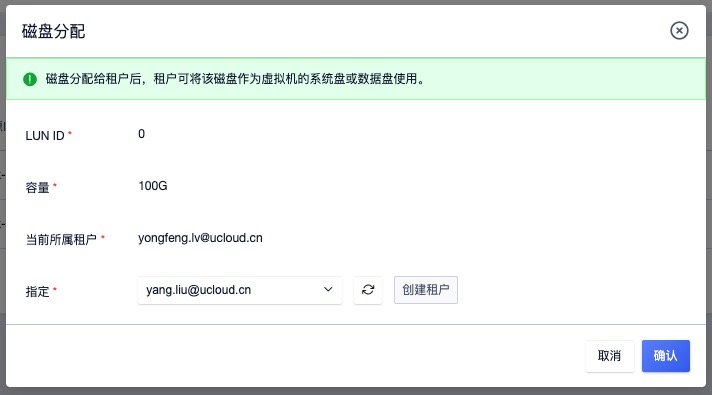 磁盘分配
磁盘分配给租户后，租户可将该磁盘作为虚拟机的系统盘或数据盘使用。
LUN ID * 0
容量 * 100G
当前所属租户 * yongfeng.lv@ucloud.cn
指定 * yang.liu@ucloud.cn 创建租户
取消 确认